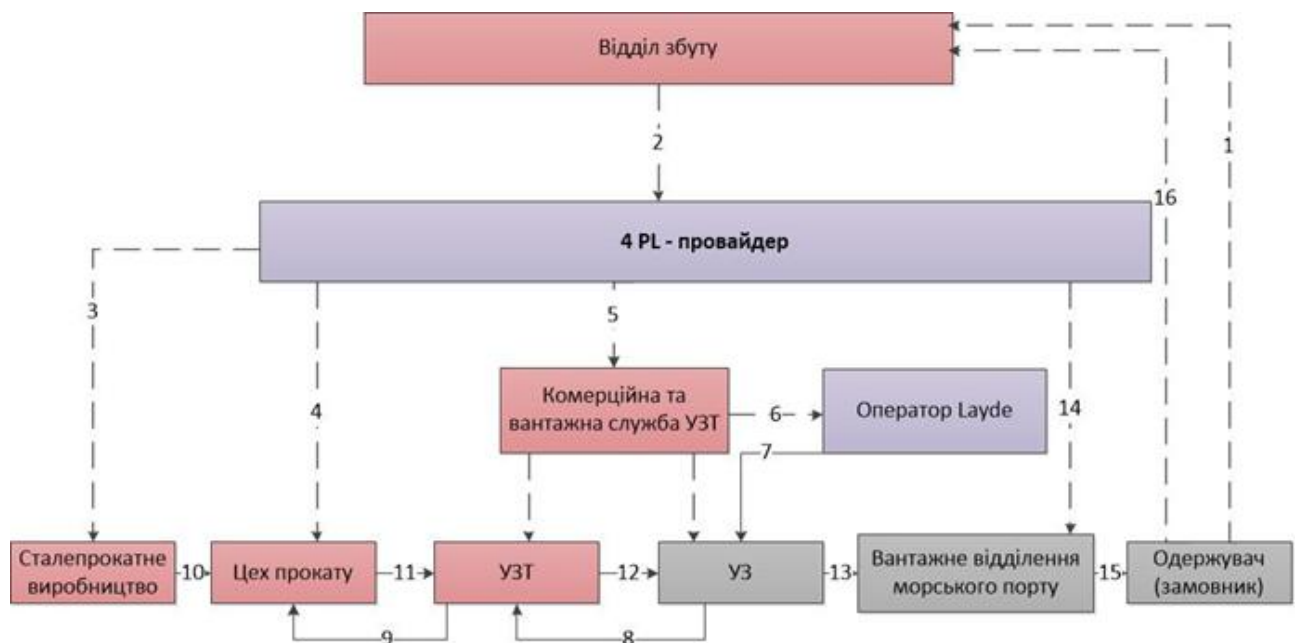 Відділ збуту
2
1
16
4 PL - провайдер
3
5
4
Комерційна та
вантажна служба УЗТ
6
Оператор Layde
14
7
Сталепрокатне
виробництво
10
Цех прокату
11
УЗТ
12
УЗ
13
Вантажне відділення
морського порту
15
Одержувач
(замовник)
9
8